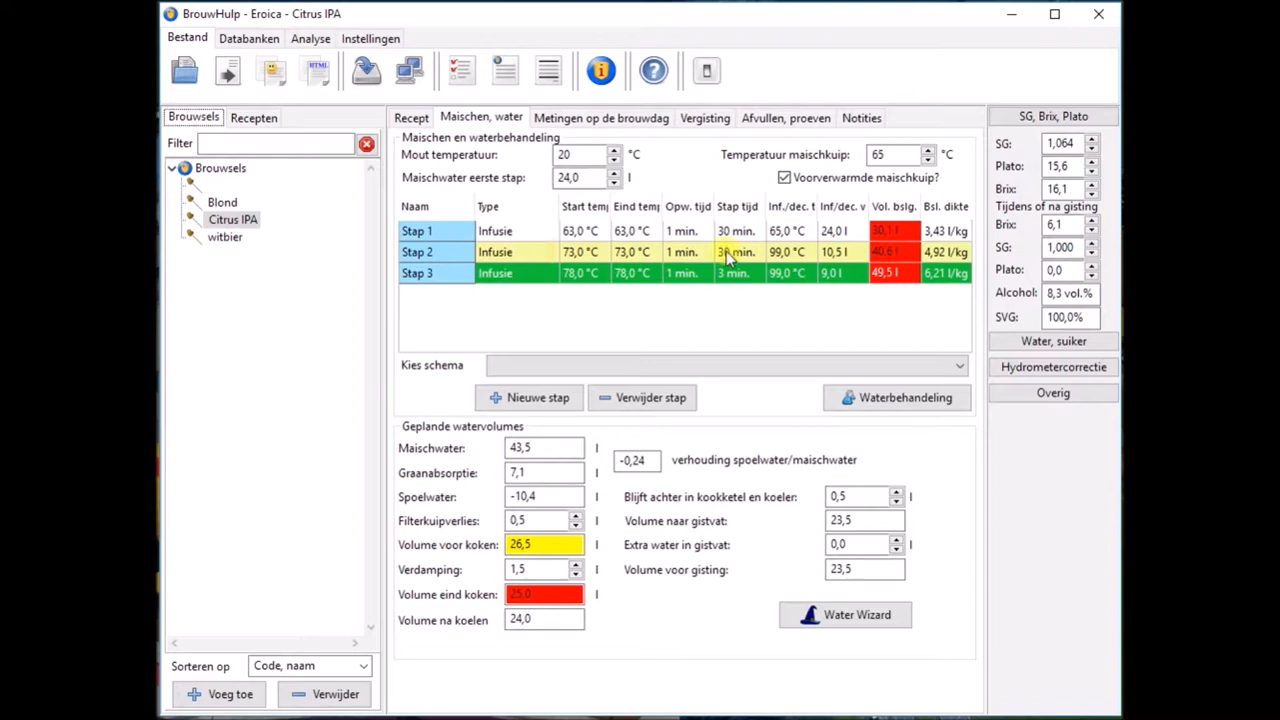 BrouwHulp - Eroica - Citrus IPA
Bestand Databanken Analyse Instellingen
HTML
Brouwsels Recepten
Filter
Brouwsels
Blond
Citrus IPA
witbier
Sorteren op Code, naam
Voeg toe Verwijder
Recept Maischen, water Metingen op de brouwdag Vergisting Afvullen, proeven Notities
Maischen en waterbehandeling
Mout temperatuur: 20 °C Temperatuur maischkuip: 65 °C
Maischwater eerste stap: 24,0 l Voorverwarmde maischkuip?
Naam Type Start temp Eind temp Opw. tijd Stap tijd Inf./dec. t Inf/dec. v Vol. bslg. Bsl. dikte
Stap 1 Infusie 63,0 °C 63,0 °C 1 min. 30 min. 65,0 °C 24,0 l 30,1 l 3,43 l/kg
Stap 2 Infusie 73,0 °C 73,0 °C 1 min. 30 min. 99,0 °C 10,5 l 40,6 l 4,92 l/kg
Stap 3 Infusie 78,0 °C 78,0 °C 1 min. 3 min. 99,0 °C 9,0 l 49,5 l 6,21 l/kg
Kies schema
Nieuwe stap Verwijder stap Waterbehandeling
Geplande watervolumes
Maischwater: 43,5 l
-0,24 verhouding spoelwater/maischwater
Graanabsorptie: 7,1 l
Spoelwater: -10,4 l Blijft achter in kookketel en koeler: 0,5 l
Filterkuipverlies: 0,5 l Volume naar gistvat: 23,5
Volume voor koken: 26,5 l Extra water in gistvat: 0,0 l
Verdamping: 1,5 l Volume voor gisting: 23,5
Volume eind koken: 25,0 l
Volume na koelen 24,0
Water Wizard
SG, Brix, Plato
SG: 1,064
Plato: 15,6
Brix: 16,1
Tijdens of na gisting
Brix: 6,1
SG: 1,000
Plato: 0,0
Alcohol: 8,3 vol.%
SVG: 100,0%
Water, suiker
Hydrometercorrectie
Overig